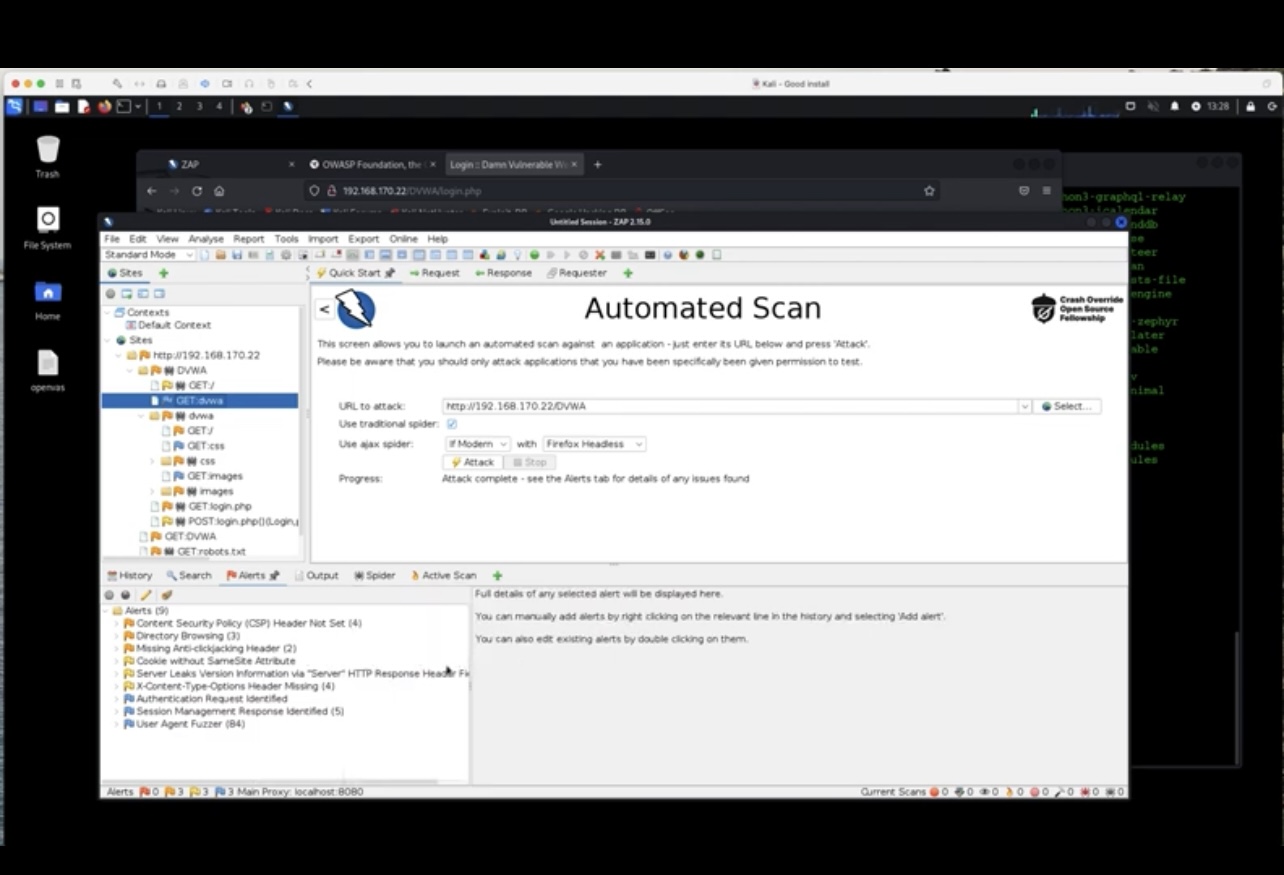 Kali - Good install
1 2 3 4
13:28
Trash
File System
Home
openvas
ZAP
OWASP Foundation, the
Login :: Damn Vulnerable W
192.168.170.22/DVWA/login.php
Untitled Session - ZAP 2.15.0
File Edit View Analyse Report Tools Import Export Online Help
Standard Mode
Sites
Quick Start Request Response Requester
Contexts
Default Context
Sites
http://192.168.170.22
DVWA
GET:/
GET:dvwa
dvwa
GET:/
GET:css
css
GET:images
images
GET:login.php
POST:login.php()(Login,
GET:DVWA
GET:robots.txt
<
Automated Scan
Crash Override
Open Source
Fellowship
This screen allows you to launch an automated scan against an application - just enter its URL below and press 'Attack'.
Please be aware that you should only attack applications that you have been specifically been given permission to test.
URL to attack: http://192.168.170.22/DVWA Select...
Use traditional spider:
Use ajax spider: If Modern with Firefox Headless
Attack Stop
Progress: Attack complete - see the Alerts tab for details of any issues found
History Search Alerts Output Spider Active Scan
Alerts (9)
Content Security Policy (CSP) Header Not Set (4)
Directory Browsing (3)
Missing Anti-clickjacking Header (2)
Cookie without SameSite Attribute
Server Leaks Version Information via "Server" HTTP Response Header Fi
X-Content-Type-Options Header Missing (4)
Authentication Request Identified
Session Management Response Identified (5)
User Agent Fuzzer (84)
Full details of any selected alert will be displayed here.
You can manually add alerts by right clicking on the relevant line in the history and selecting 'Add alert'.
You can also edit existing alerts by double clicking on them.
Alerts 0 3 3 3 Main Proxy: localhost:8080
Current Scans 0 0 0 0 0 0 0 0
hon3-graphql-relay
nddb
se
teer
an
sts-file
engine
-zephyr
later
able
v
nimal
dules
ules